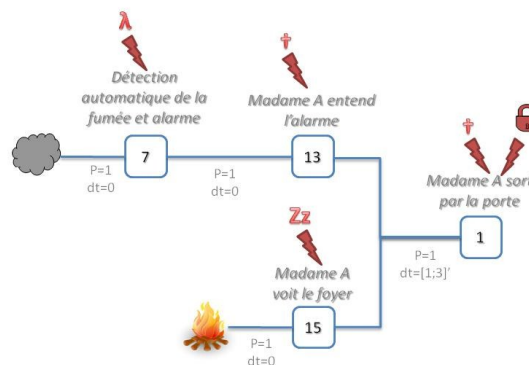 λ
Détection
automatique de la
fumée et alarme
7
P=1
dt=0
†
Madame A entend
l'alarme
13
P=1
dt=0
Zz
Madame A
voit le foyer
15
P=1
dt=0
†
Madame A sort
par la porte
1
P=1
dt=[1;3]'